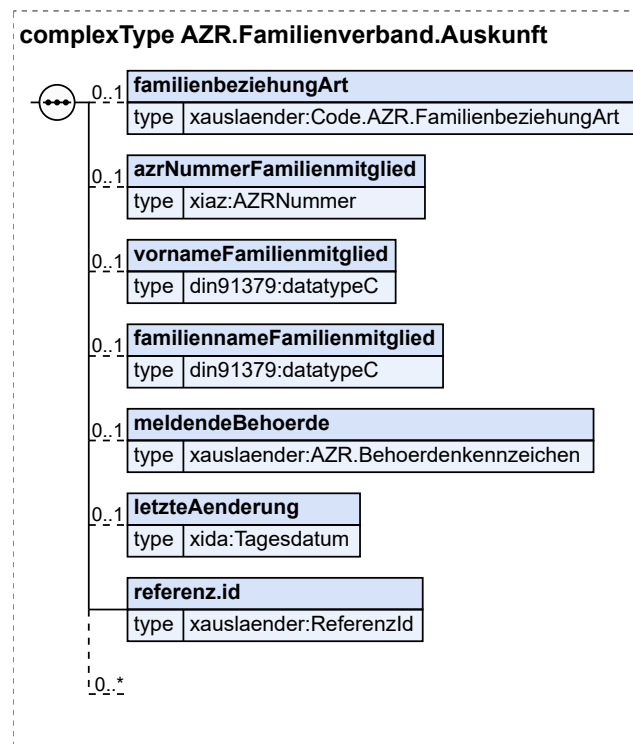 complexType AZR.Familienverband.Auskunft
0..1 familienbeziehungArt
type xauslaender:Code.AZR.FamilienbeziehungArt
0..1 azrNummerFamilienmitglied
type xiaz:AZRNummer
0..1 vornameFamilienmitglied
type din91379:datatypeC
0..1 familiennameFamilienmitglied
type din91379:datatypeC
0..1 meldendeBehoerde
type xauslaender:AZR.Behoerdenkennzeichen
0..1 letzteAenderung
type xida:Tagesdatum
referenz.id
type xauslaender:ReferenzId
0..*